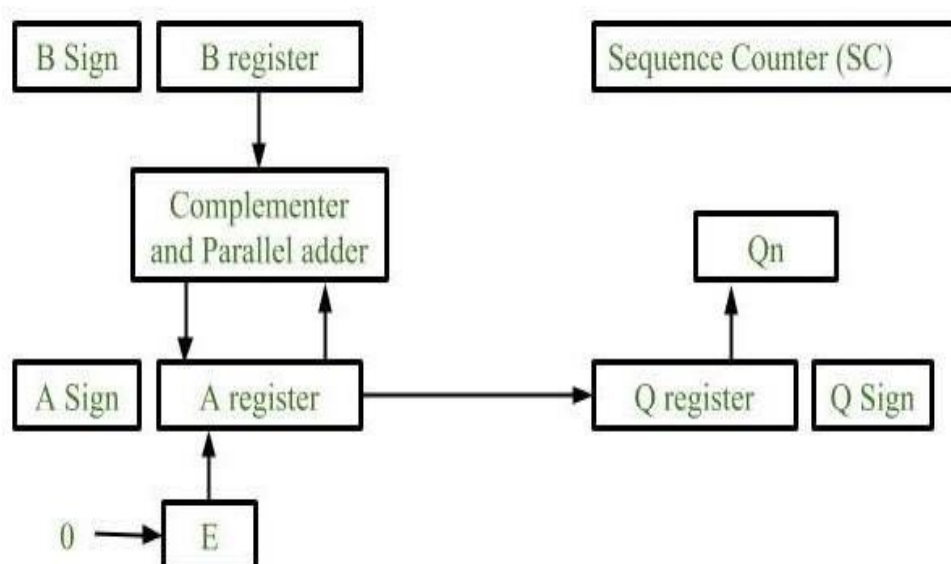 B Sign
B register
Sequence Counter (SC)
Complementer
and Parallel adder
Qn
A Sign
A register
Q register
Q Sign
0
E